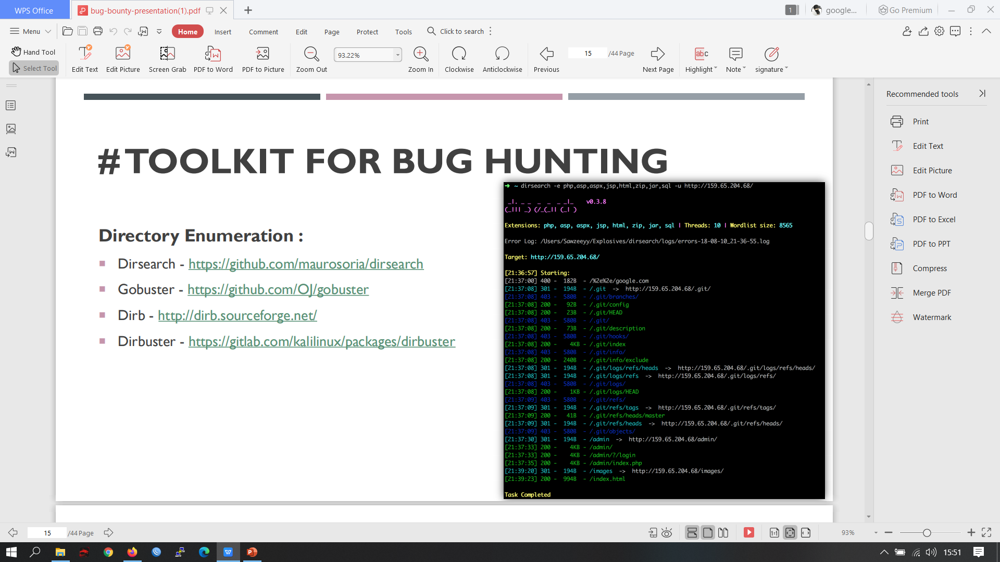 WPS Office
bug-bounty-presentation(1).pdf
1
google...
Go Premium
Menu
Home
Insert
Comment
Edit
Page
Protect
Tools
Click to search
Hand Tool
Select Tool
Edit Text
Edit Picture
Screen Grab
PDF to Word
PDF to Picture
Zoom Out
93.22%
Zoom In
Clockwise
Anticlockwise
Previous
15
/44 Page
Next Page
abc
Highlight
Note
signature
#TOOLKIT FOR BUG HUNTING
Directory Enumeration :
Dirsearch - https://github.com/maurosoria/dirsearch
Gobuster - https://github.com/OJ/gobuster
Dirb - http://dirb.sourceforge.net/
Dirbuster - https://gitlab.com/kalilinux/packages/dirbuster
➜ ~ dirsearch -e php,asp,aspx,jsp,html,zip,jar,sql -u http://159.65.204.68/
v0.3.8
Extensions: php, asp, aspx, jsp, html, zip, jar, sql | Threads: 10 | Wordlist size: 8565
Error Log: /Users/Sawzeeyy/Explosives/dirsearch/logs/errors-18-08-10_21-36-55.log
Target: http://159.65.204.68/
[21:36:57] Starting:
[21:37:00] 400 - 182B - /%2e%2e/google.com
[21:37:08] 301 - 194B - /.git -> http://159.65.204.68/.git/
[21:37:08] 403 - 580B - /.git/branches/
[21:37:08] 200 - 92B - /.git/config
[21:37:08] 200 - 23B - /.git/HEAD
[21:37:08] 403 - 580B - /.git/
[21:37:08] 200 - 73B - /.git/description
[21:37:08] 403 - 580B - /.git/hooks/
[21:37:08] 200 - 4KB - /.git/index
[21:37:08] 403 - 580B - /.git/info/
[21:37:08] 200 - 240B - /.git/info/exclude
[21:37:08] 301 - 194B - /.git/logs/refs/heads -> http://159.65.204.68/.git/logs/refs/heads/
[21:37:08] 301 - 194B - /.git/logs/refs -> http://159.65.204.68/.git/logs/refs/
[21:37:08] 403 - 580B - /.git/logs/
[21:37:08] 200 - 1KB - /.git/logs/HEAD
[21:37:09] 403 - 580B - /.git/refs/
[21:37:09] 301 - 194B - /.git/refs/tags -> http://159.65.204.68/.git/refs/tags/
[21:37:09] 200 - 41B - /.git/refs/heads/master
[21:37:09] 301 - 194B - /.git/refs/heads -> http://159.65.204.68/.git/refs/heads/
[21:37:09] 403 - 580B - /.git/objects/
[21:37:30] 301 - 194B - /admin -> http://159.65.204.68/admin/
[21:37:33] 200 - 4KB - /admin/
[21:37:33] 200 - 4KB - /admin/?/login
[21:37:35] 200 - 4KB - /admin/index.php
[21:39:20] 301 - 194B - /images -> http://159.65.204.68/images/
[21:39:23] 200 - 994B - /index.html
Task Completed
Recommended tools
Print
Edit Text
Edit Picture
PDF to Word
PDF to Excel
PDF to PPT
Compress
Merge PDF
Watermark
15
/44 Page
1:1
93%
15:51